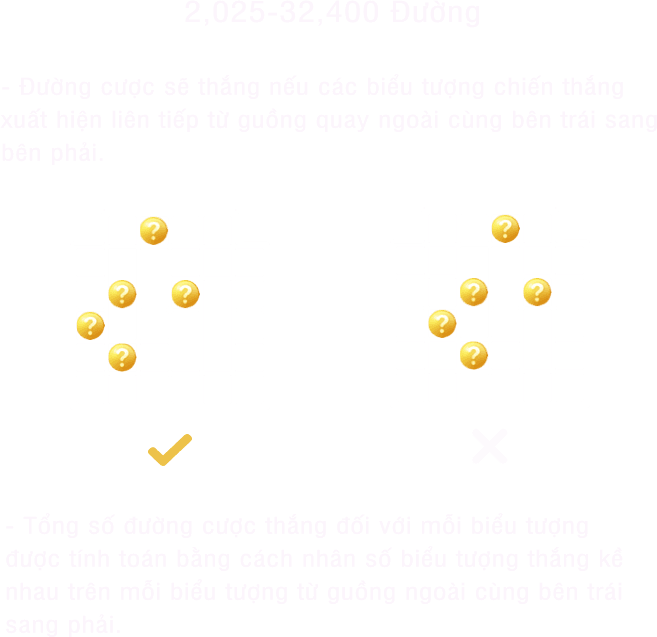 2,025-32,400 Đường
- Đường cược sẽ thắng nếu các biểu tượng chiến thắng
xuất hiện liên tiếp từ guồng quay ngoài cùng bên trái sang
bên phải.
?
?
? ?
? ?
?
?
?
?
- Tổng số đường cược thắng đối với mỗi biểu tượng
được tính toán bằng cách nhân số biểu tượng thắng kề
nhau trên mỗi biểu tượng từ guồng ngoài cùng bên trái
sang phải.